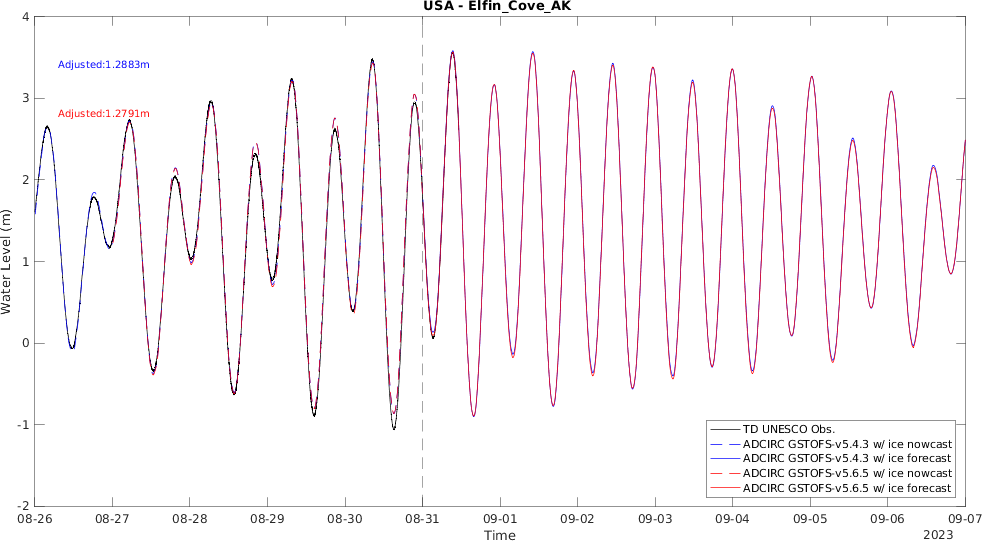 USA - Elfin_Cove_AK
4
3
2
1
0
-1
-2
Water Level (m)
Adjusted:1.2883m
Adjusted:1.2791m
TD UNESCO Obs.
ADCIRC GSTOFS-v5.4.3 w/ ice nowcast
ADCIRC GSTOFS-v5.4.3 w/ ice forecast
ADCIRC GSTOFS-v5.6.5 w/ ice nowcast
ADCIRC GSTOFS-v5.6.5 w/ ice forecast
08-26 08-27 08-28 08-29 08-30 08-31 09-01 09-02 09-03 09-04 09-05 09-06 09-07
Time
2023